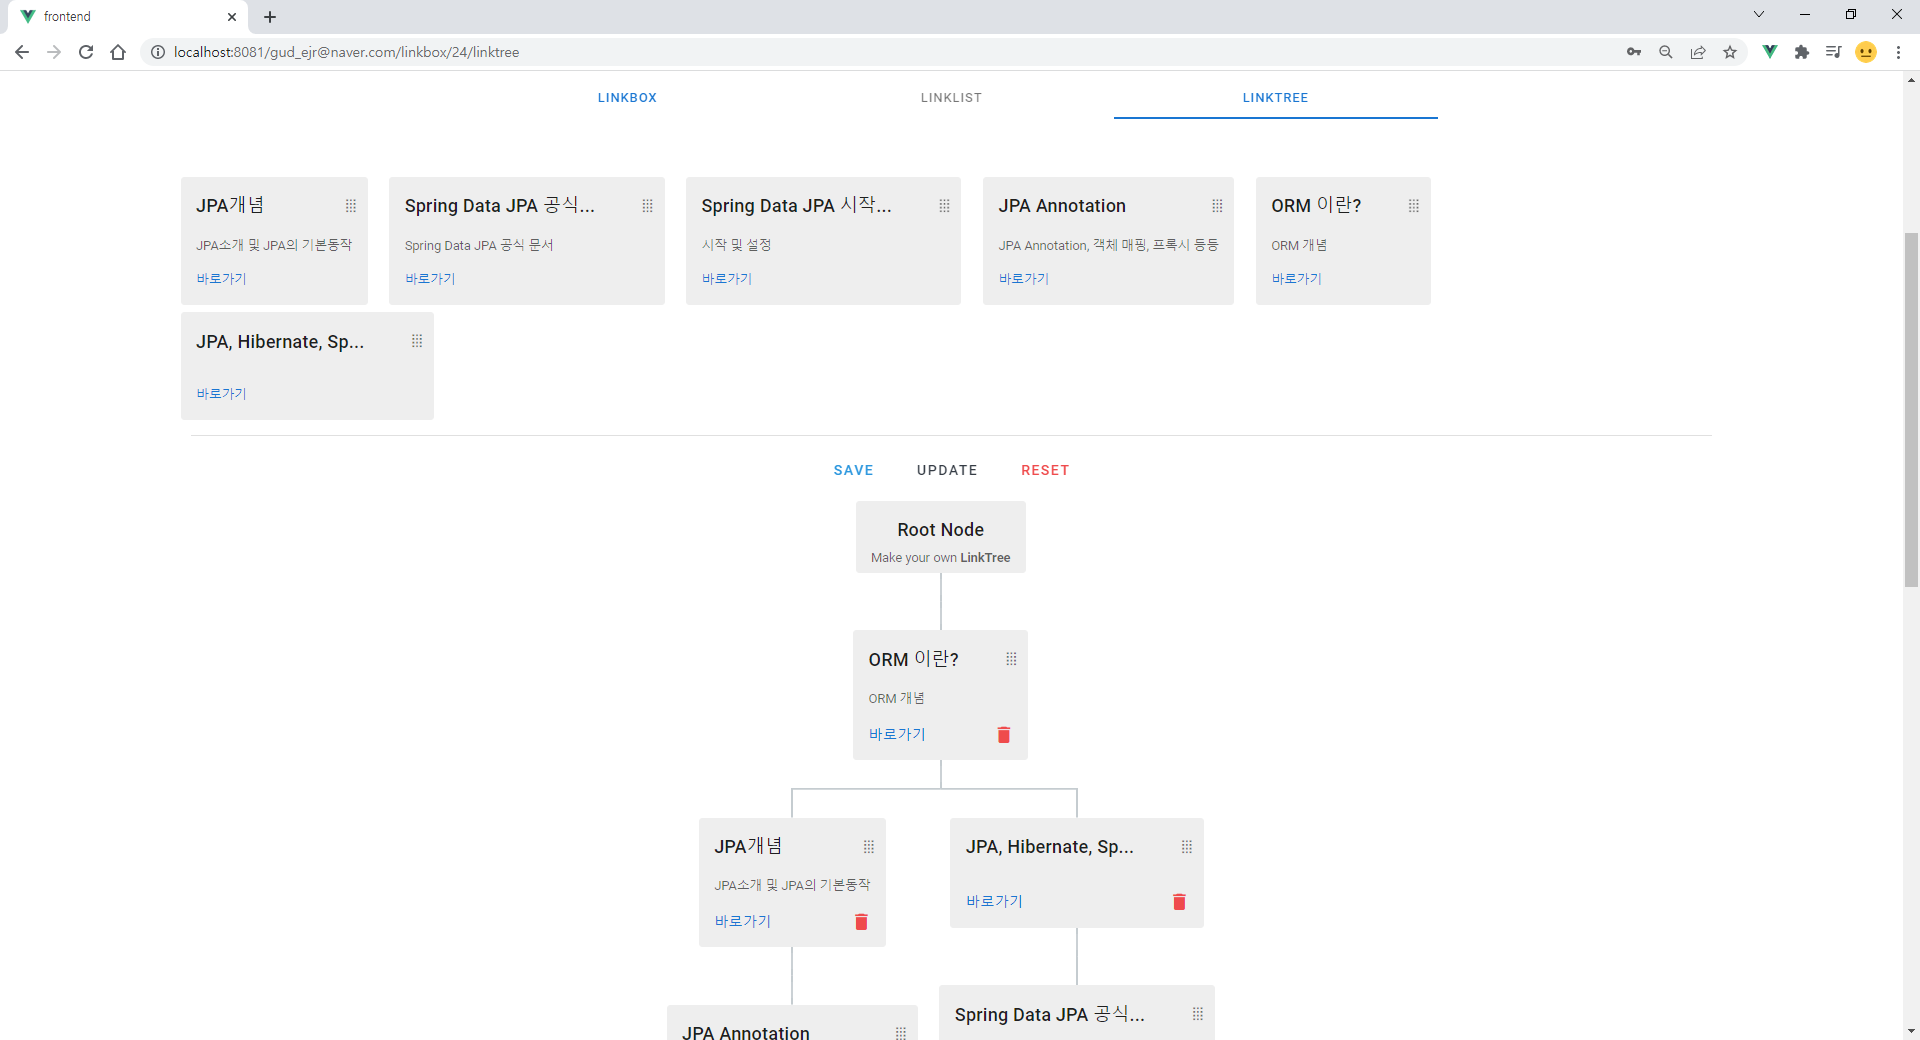 frontend
localhost:8081/gud_ejr@naver.com/linkbox/24/linktree
LINKBOX
LINKLIST
LINKTREE
JPA개념
JPA소개 및 JPA의 기본동작
바로가기
Spring Data JPA 공식...
Spring Data JPA 공식 문서
바로가기
Spring Data JPA 시작...
시작 및 설정
바로가기
JPA Annotation
JPA Annotation, 객체 매핑, 프록시 등등
바로가기
ORM 이란?
ORM 개념
바로가기
JPA, Hibernate, Sp...
바로가기
SAVE
UPDATE
RESET
Root Node
Make your own LinkTree
ORM 이란?
ORM 개념
바로가기
JPA개념
JPA소개 및 JPA의 기본동작
바로가기
JPA, Hibernate, Sp...
바로가기
JPA Annotation
Spring Data JPA 공식...